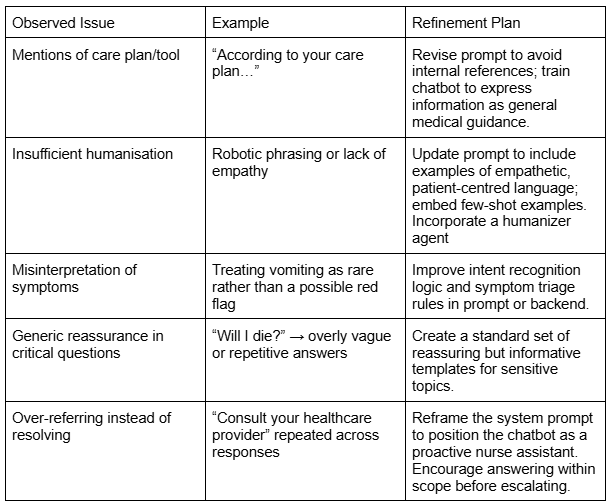 Observed Issue
Example
Refinement Plan
Mentions of care plan/tool
“According to your care
plan…”
Revise prompt to avoid
internal references; train
chatbot to express
information as general
medical guidance.
Insufficient humanisation
Robotic phrasing or lack of
empathy
Update prompt to include
examples of empathetic,
patient-centred language;
embed few-shot examples.
Incorporate a humanizer
agent
Misinterpretation of
symptoms
Treating vomiting as rare
rather than a possible red
flag
Improve intent recognition
logic and symptom triage
rules in prompt or backend.
Generic reassurance in
critical questions
“Will I die?” → overly vague
or repetitive answers
Create a standard set of
reassuring but informative
templates for sensitive
topics.
Over-referring instead of
resolving
“Consult your healthcare
provider” repeated across
responses
Reframe the system prompt
to position the chatbot as a
proactive nurse assistant.
Encourage answering within
scope before escalating.